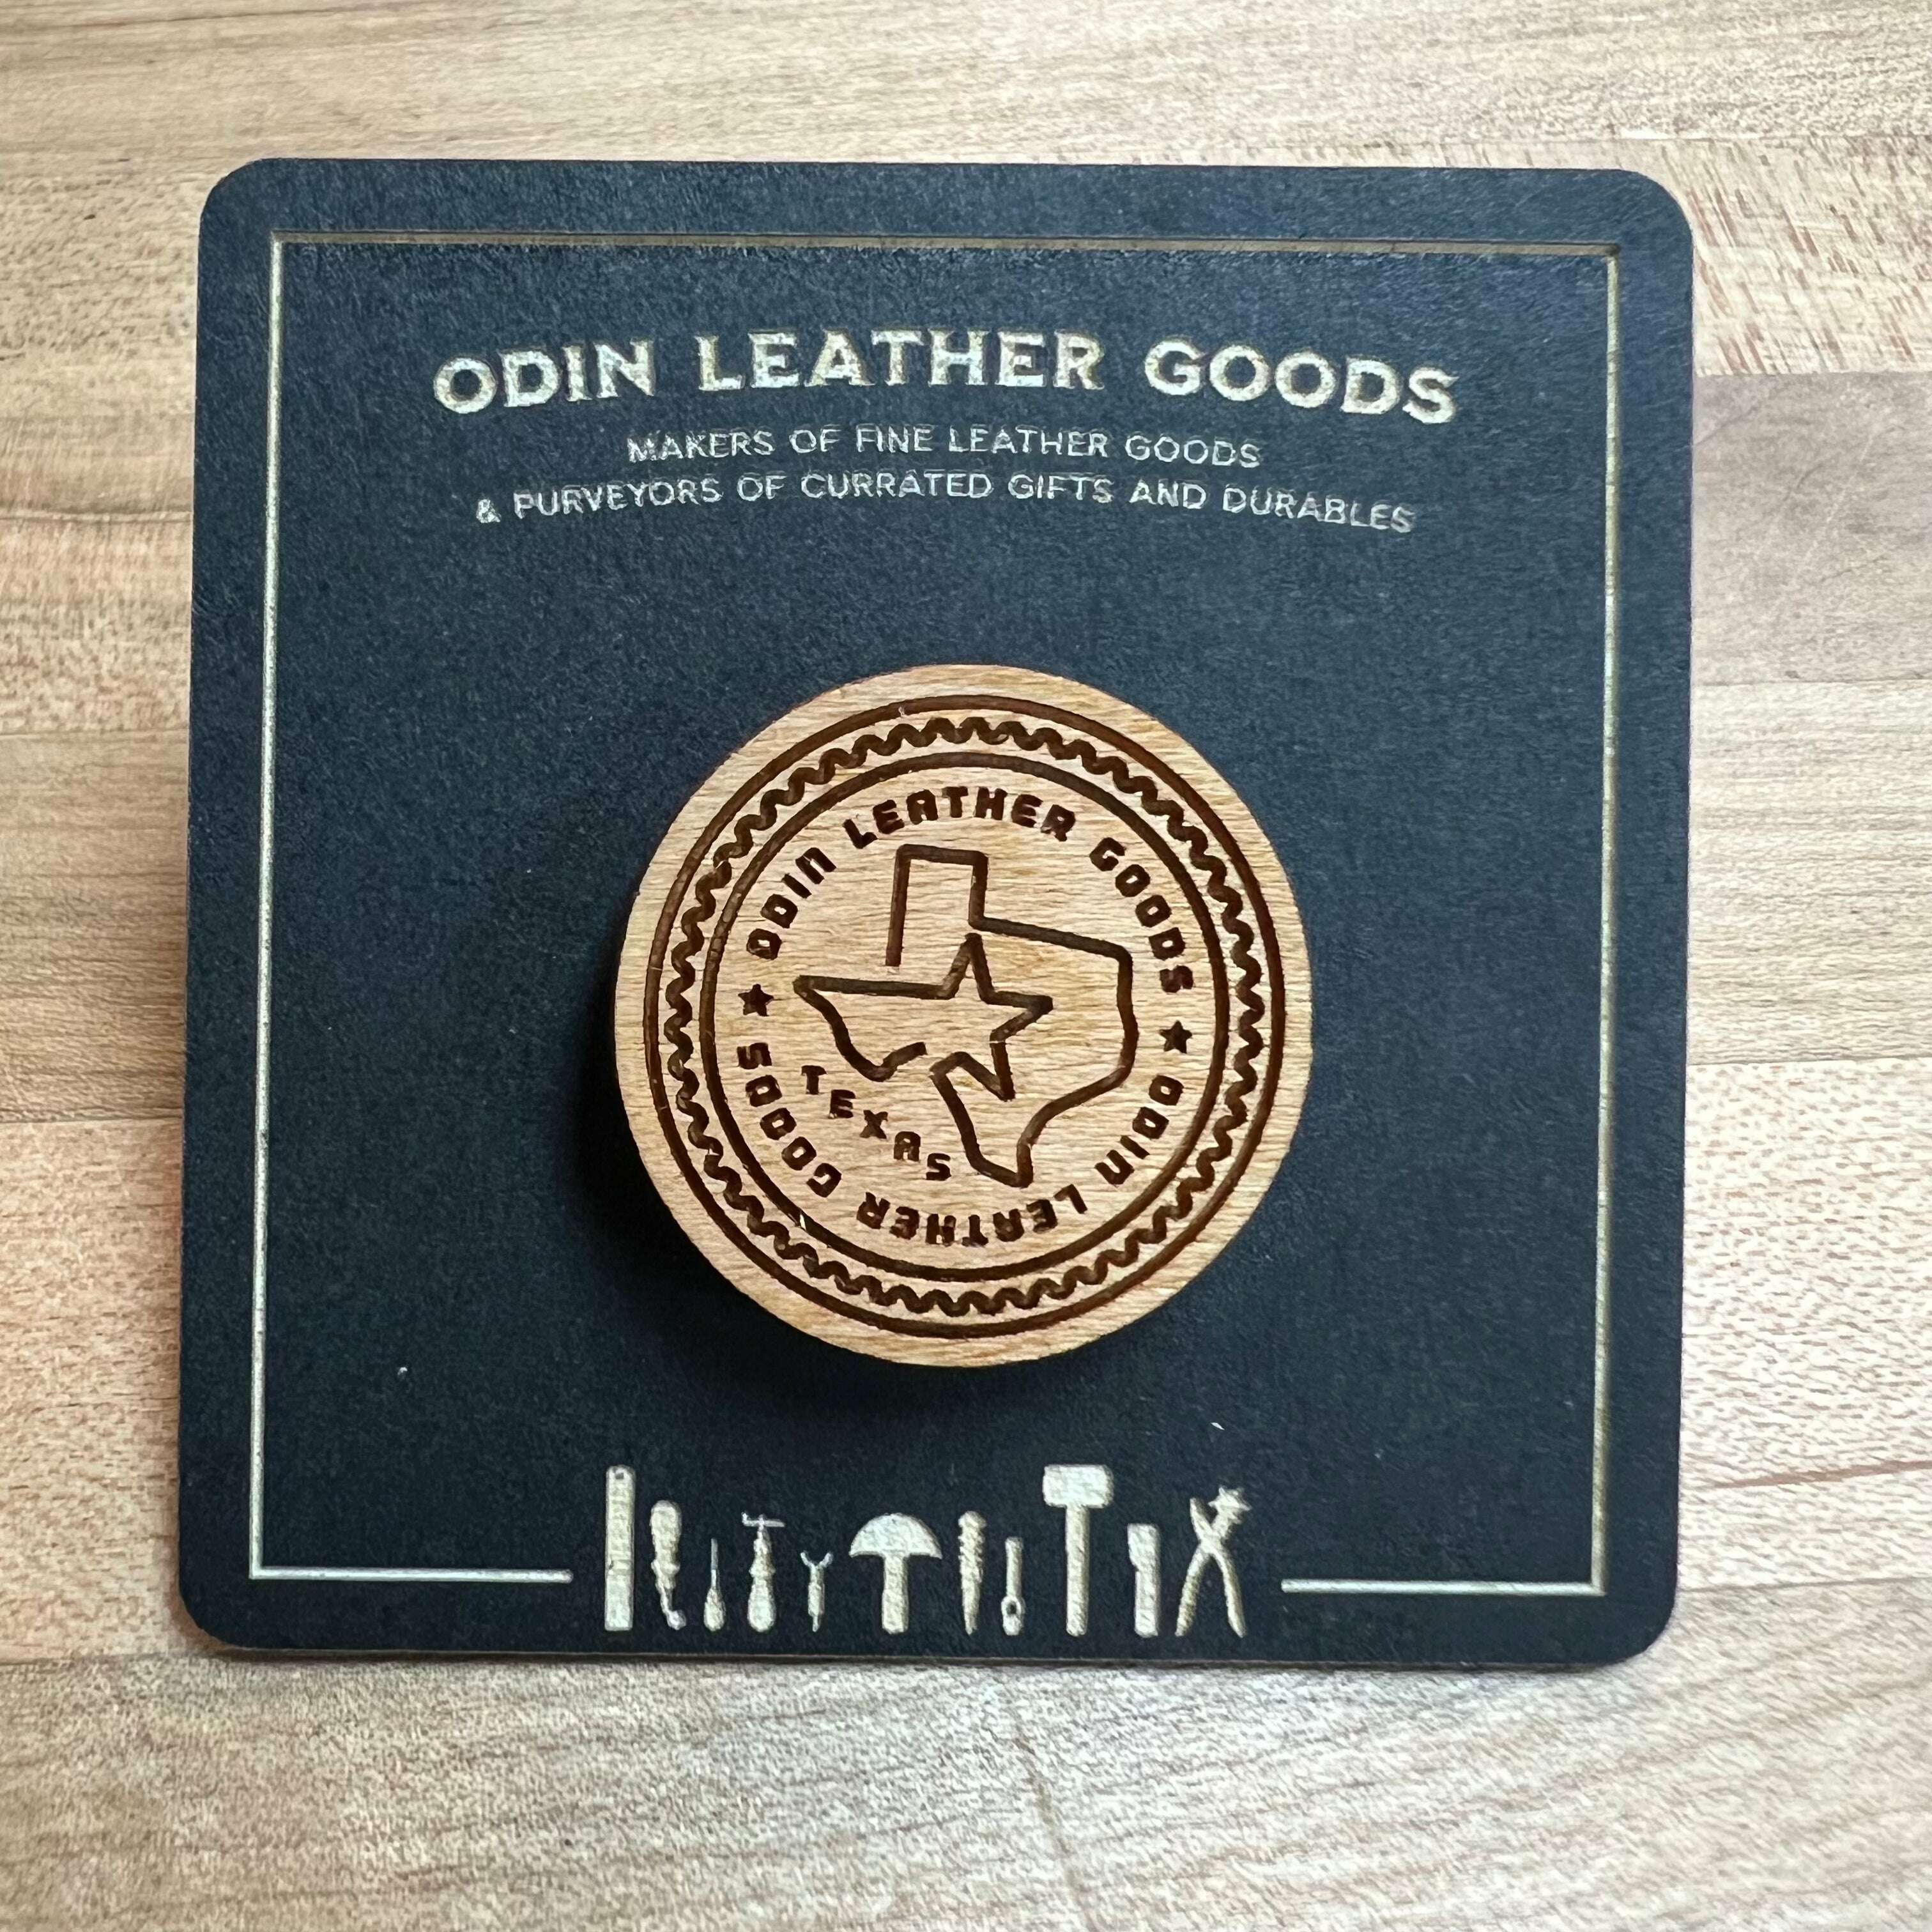 ODIN LEATHER GOODS
MAKERS OF FINE LEATHER GOODS
& PURVEYORS OF CURRATED GIFTS AND DURABLES
ODIN LEATHER GOODS
TEXAS
ODIN LEATHER GOODS